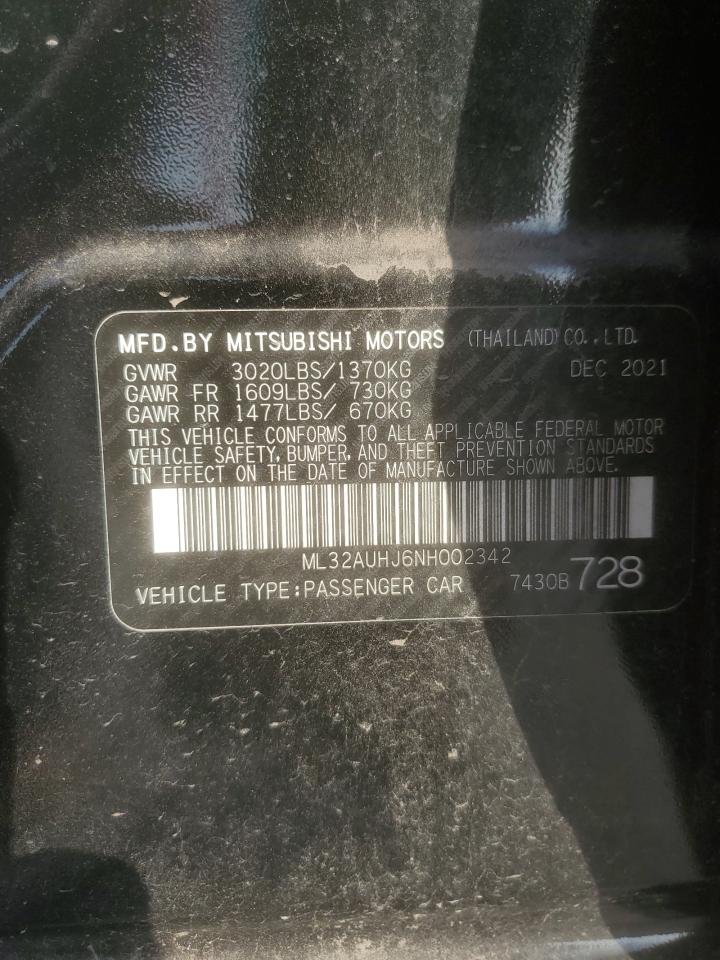 MFD.BY MITSUBISHI MOTORS (THAILAND) CO.,LTD.
GVWR 3020LBS/1370KG DEC 2021
GAWR FR 1609LBS/ 730KG
GAWR RR 1477LBS/ 670KG
THIS VEHICLE CONFORMS TO ALL APPLICABLE FEDERAL MOTOR
VEHICLE SAFETY, BUMPER, AND THEFT PREVENTION STANDARDS
IN EFFECT ON THE DATE OF MANUFACTURE SHOWN ABOVE.
ML32AUHJ6NH002342
VEHICLE TYPE:PASSENGER CAR 7430B 728